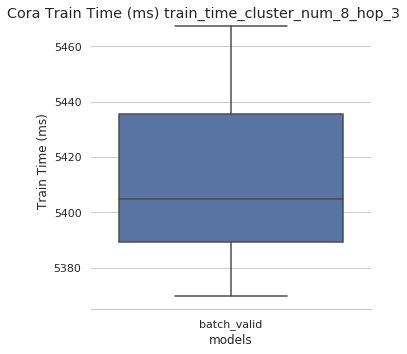 Cora Train Time (ms) train_time_cluster_num_8_hop_3
5460
5440
5420
5400
5380
Train Time (ms)
batch_valid
models